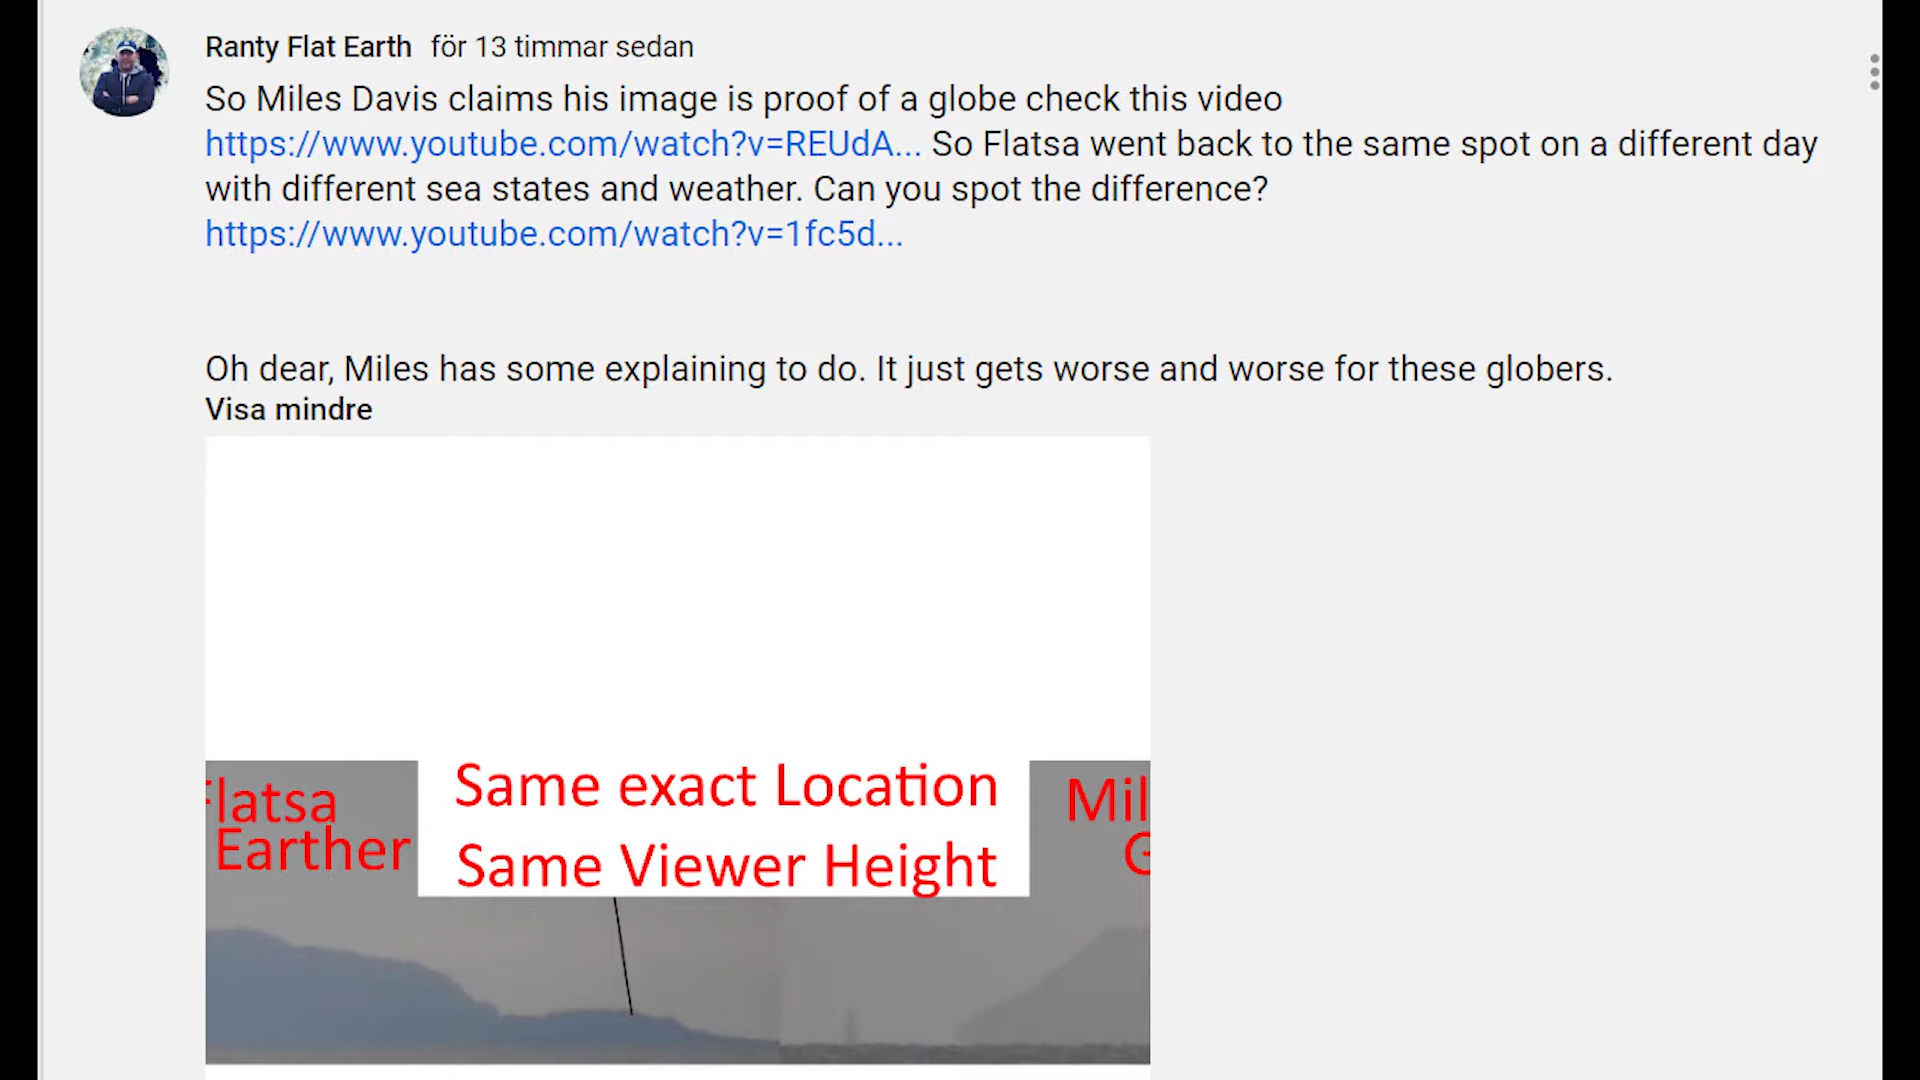 Ranty Flat Earth för 13 timmar sedan
So Miles Davis claims his image is proof of a globe check this video
https://www.youtube.com/watch?v=REUdA... So Flatsa went back to the same spot on a different day
with different sea states and weather. Can you spot the difference?
https://www.youtube.com/watch?v=1fc5d...
Oh dear, Miles has some explaining to do. It just gets worse and worse for these globers.
Visa mindre
Flatsa
Earther
Same exact Location
Same Viewer Height
Mil
G